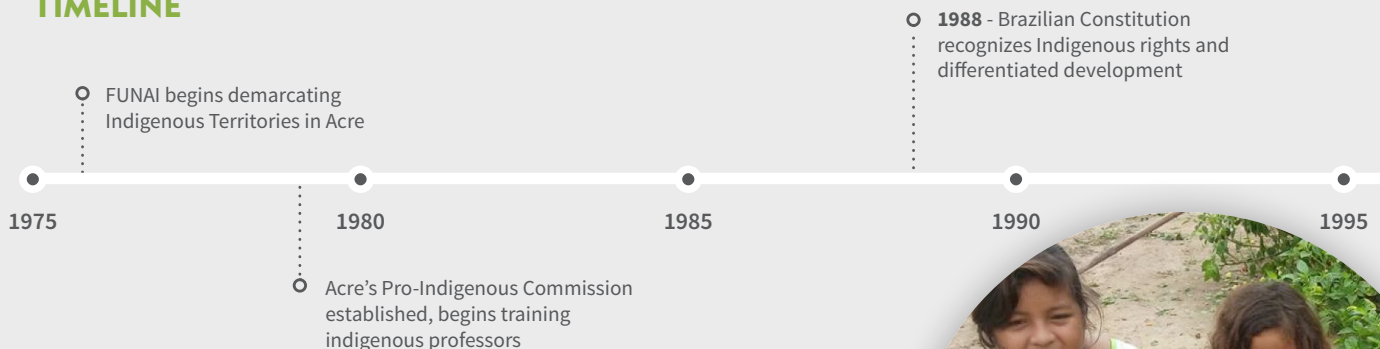 TIMELINE
1988 - Brazilian Constitution
recognizes Indigenous rights and
differentiated development
FUNAI begins demarcating
Indigenous Territories in Acre
1975 1980 1985 1990 1995
Acre's Pro-Indigenous Commission
established, begins training
indigenous professors